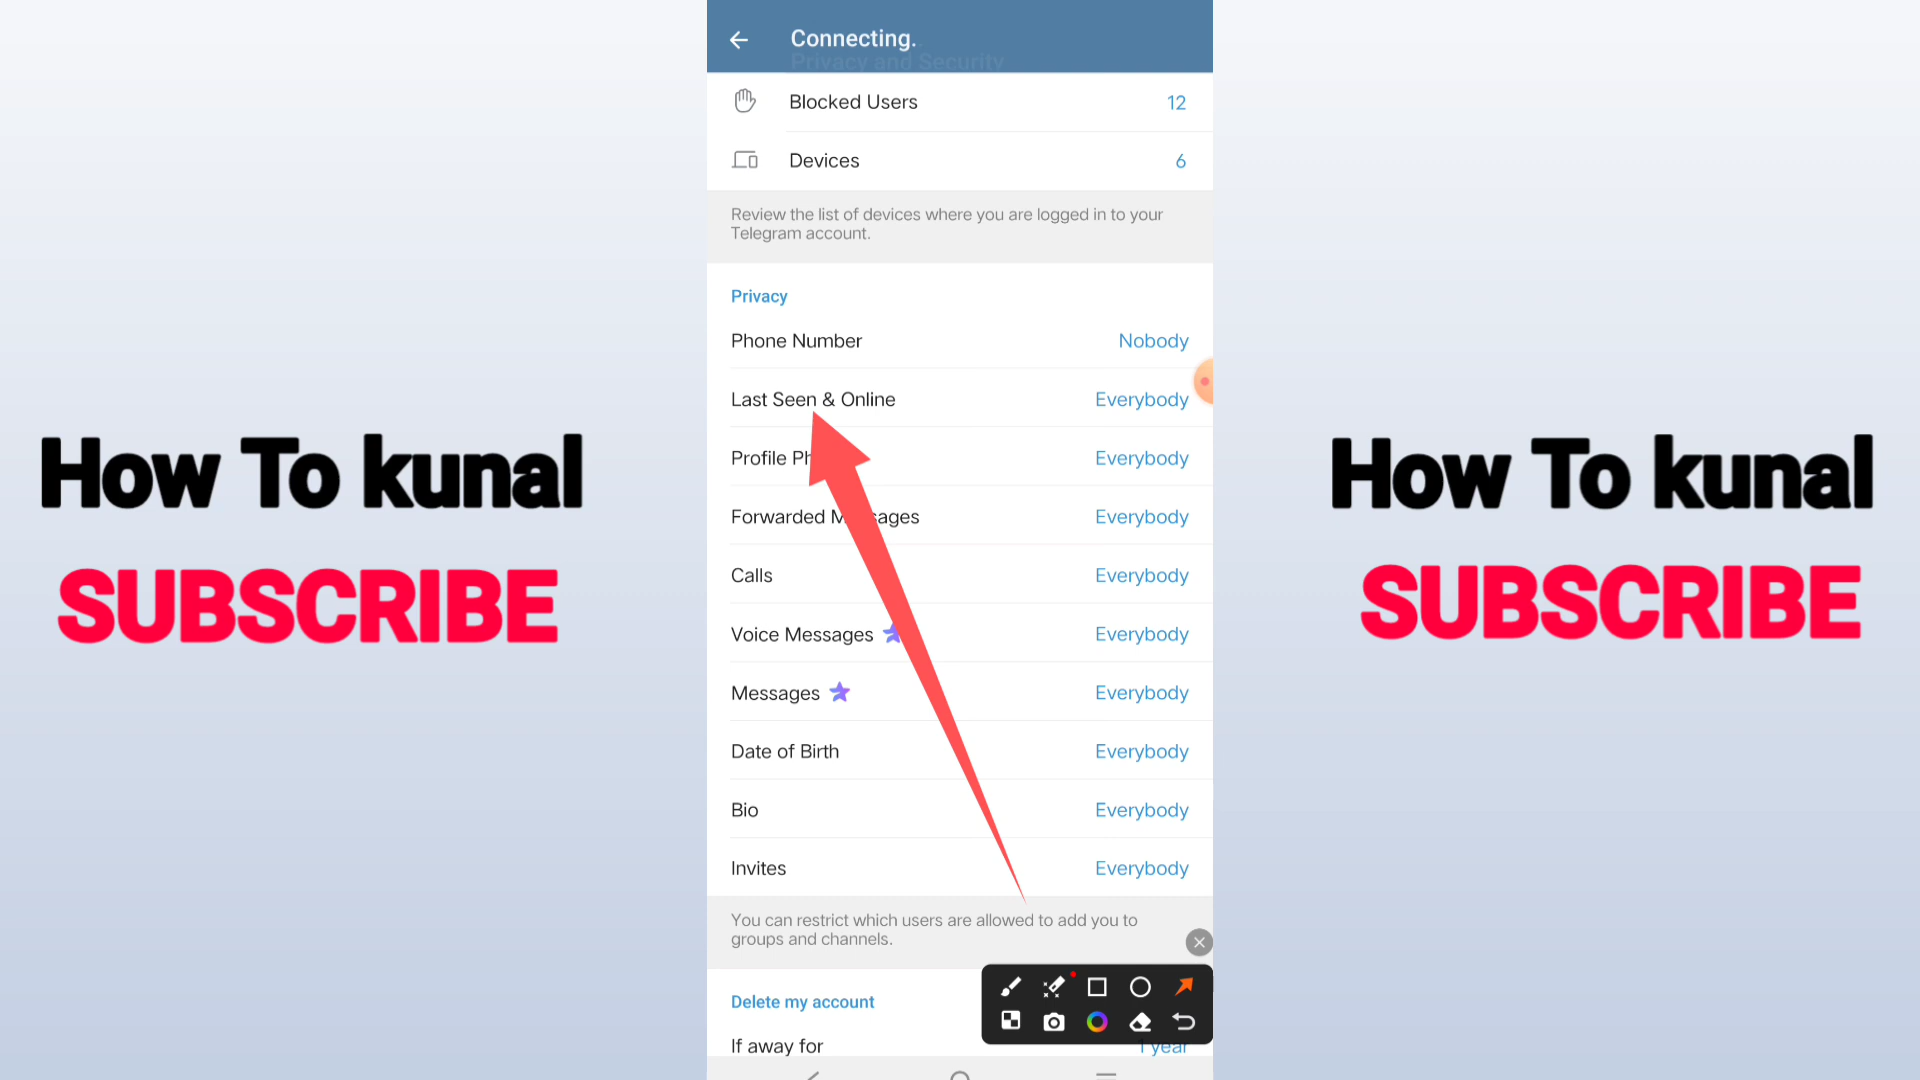 How To kunal
SUBSCRIBE
Connecting.
Privacy and Security
Blocked Users 12
Devices 6
Review the list of devices where you are logged in to your
Telegram account.
Privacy
Phone Number Nobody
Last Seen & Online Everybody
Profile Everybody
Forwarded Everybody
Calls Everybody
Voice Messages Everybody
Messages Everybody
Date of Birth Everybody
Bio Everybody
Invites Everybody
You can restrict which users are allowed to add you to
groups and channels.
Delete my account
If away for 1 year
How To kunal
SUBSCRIBE